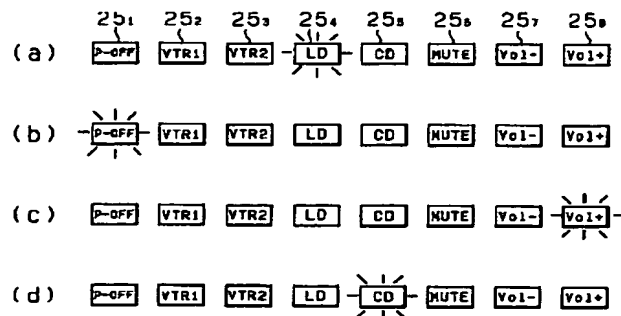 25₁ 25₂ 25₃ 25₄ 25₅ 25₆ 25₇ 25₈
(a) P-OFF VTR1 VTR2 LD CD MUTE Vol- Vol+
(b) P-OFF VTR1 VTR2 LD CD MUTE Vol- Vol+
(c) P-OFF VTR1 VTR2 LD CD MUTE Vol- Vol+
(d) P-OFF VTR1 VTR2 LD CD MUTE Vol- Vol+